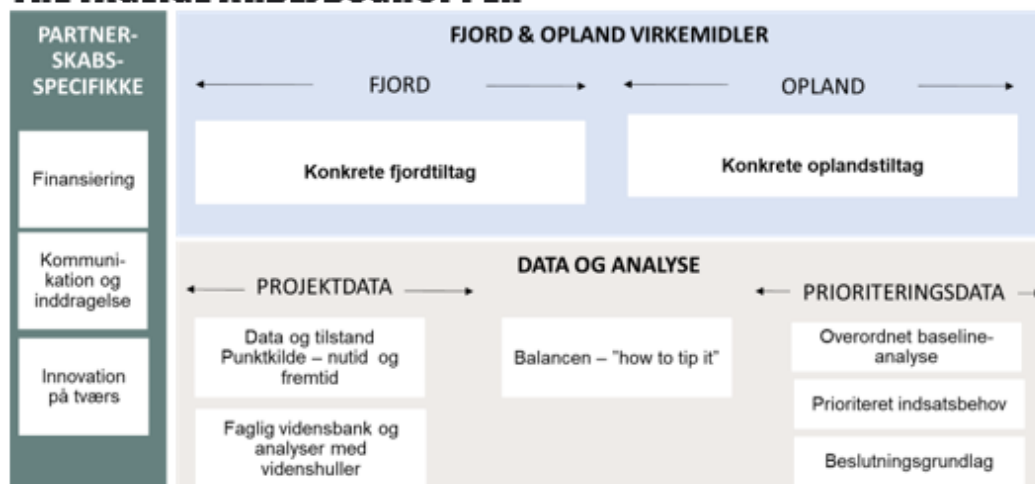 PARTNER-
SKABS-
SPECIFIKKE
Finansiering
Kommuni-
kation og
inddragelse
Innovation
på tværs
FJORD & OPLAND VIRKEMIDLER
FJORD
OPLAND
Konkrete fjordtiltag
Konkrete oplandstiltag
DATA OG ANALYSE
PROJEKTDATA
PRIORITERINGSDATA
Data og tilstand
Punktkilde – nutid og
fremtid
Faglig vidensbank og
analyser med
videnshuller
Balancen – ”how to tip it”
Overordnet baseline-
analyse
Prioriteret indsatsbehov
Beslutningsgrundlag